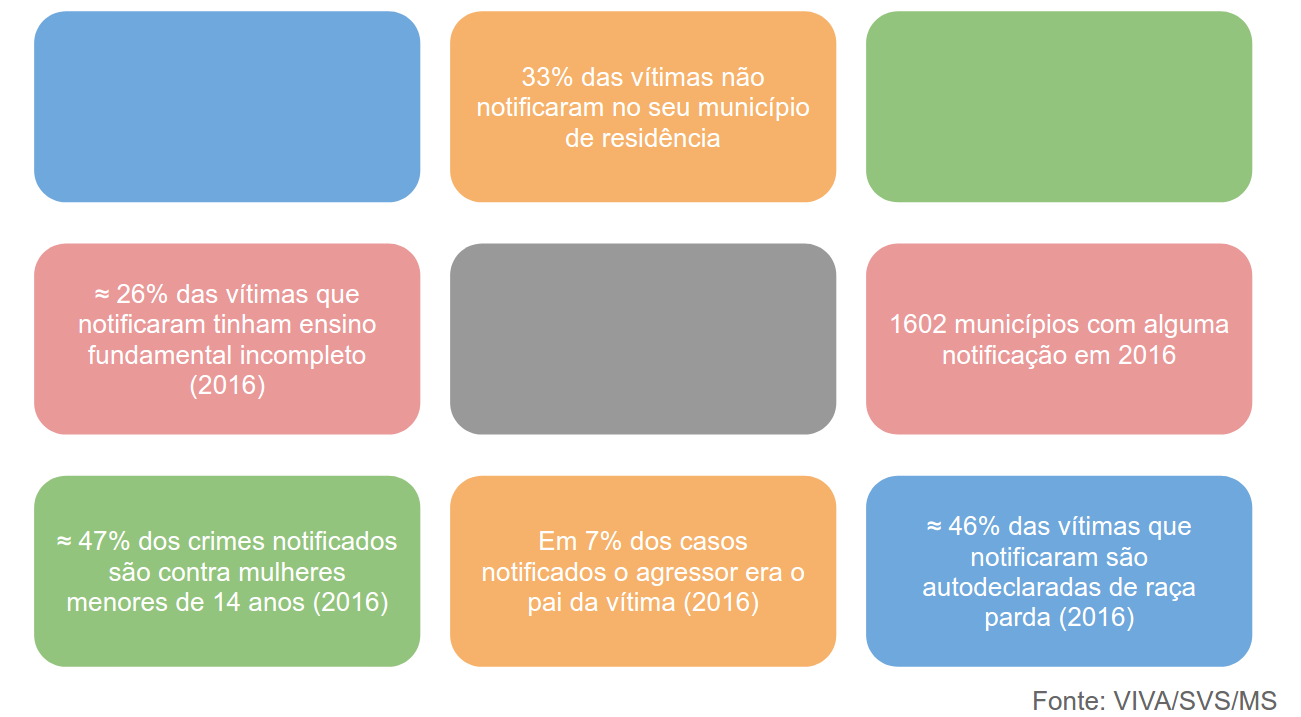 33% das vítimas não
notificaram no seu município
de residência
≈ 26% das vítimas que
notificaram tinham ensino
fundamental incompleto
(2016)
1602 municípios com alguma
notificação em 2016
≈ 47% dos crimes notificados
são contra mulheres
menores de 14 anos (2016)
Em 7% dos casos
notificados o agressor era o
pai da vítima (2016)
≈ 46% das vítimas que
notificaram são
autodeclaradas de raça
parda (2016)
Fonte: VIVA/SVS/MS